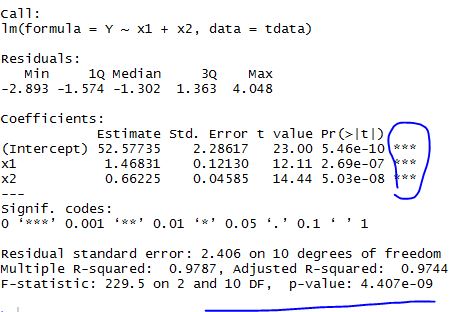 Call:
lm(formula = Y ~ x1 + x2, data = tdata)
Residuals:
Min 1Q Median 3Q Max
-2.893 -1.574 -1.302 1.363 4.048
Coefficients:
Estimate Std. Error t value Pr(>|t|)
(Intercept) 52.57735 2.28617 23.00 5.46e-10 ***
x1 1.46831 0.12130 12.11 2.69e-07 ***
x2 0.66225 0.04585 14.44 5.03e-08 ***
---
Signif. codes:
0 ‘***’ 0.001 ‘**’ 0.01 ‘*’ 0.05 ‘.’ 0.1 ‘ ’ 1
Residual standard error: 2.406 on 10 degrees of freedom
Multiple R-squared: 0.9787, Adjusted R-squared: 0.9744
F-statistic: 229.5 on 2 and 10 DF, p-value: 4.407e-09